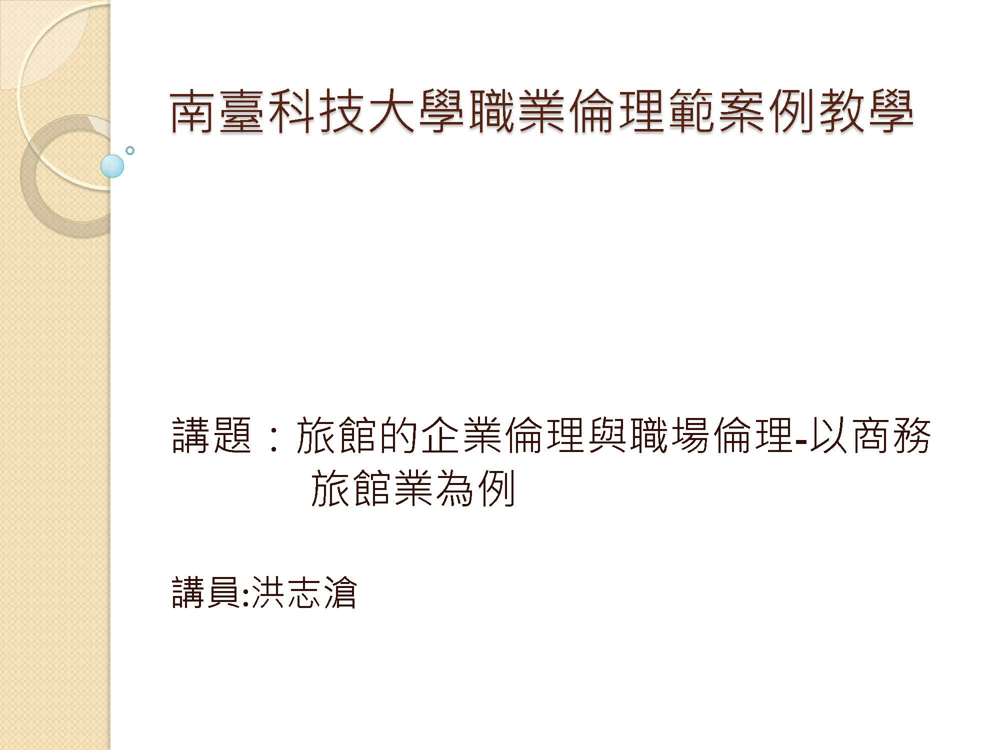 南臺科技大學職業倫理範案例教學
講題：旅館的企業倫理與職場倫理-以商務
旅館業為例
講員:洪志滄